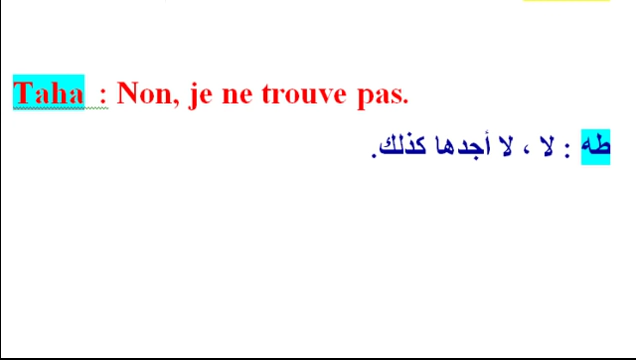 Taha : Non, je ne trouve pas.
طه : لا ، لا أجدها كذلك.